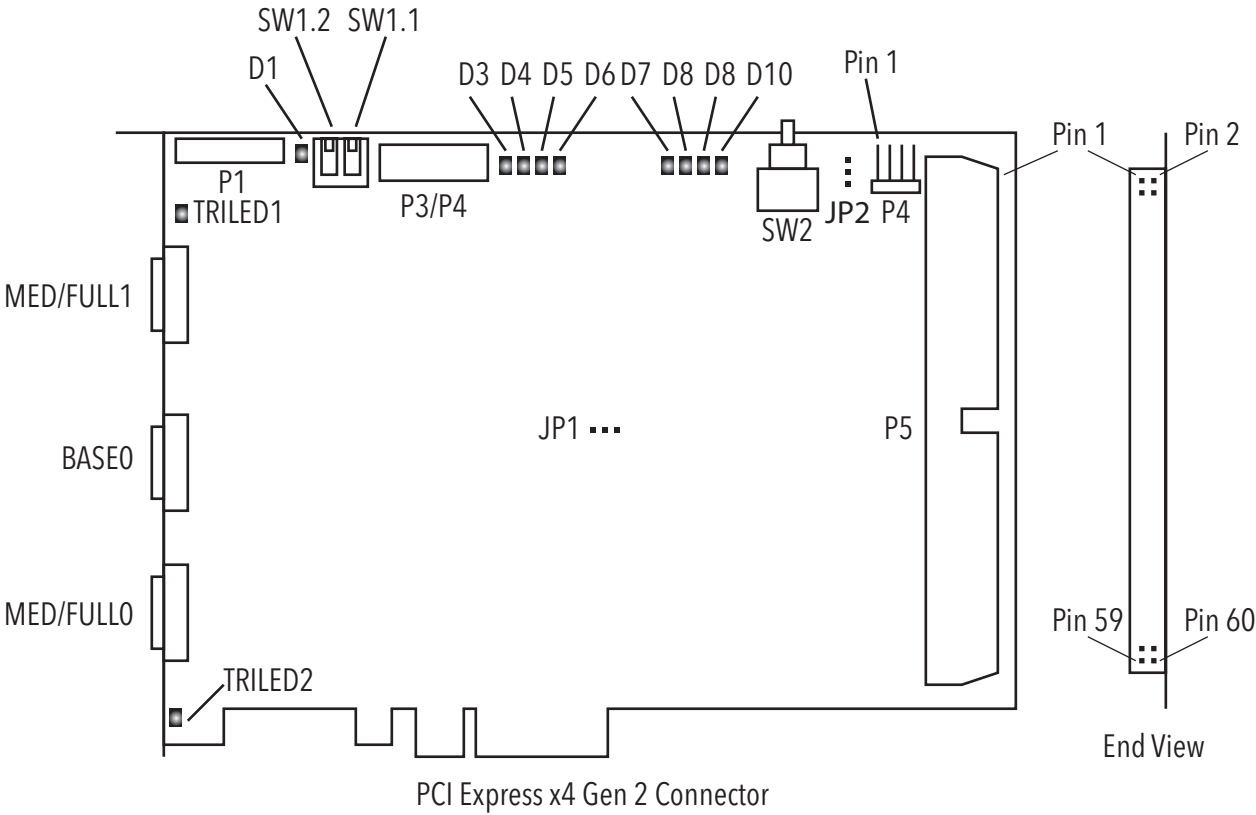 SW1.2 SW1.1
D1
D3 D4 D5 D6 D7 D8 D8 D10
Pin 1
Pin 1
Pin 2
P1
P3/P4
TRILED1
SW2
JP2
P4
MED/FULL1
JP1
P5
BASE0
MED/FULL0
Pin 59
Pin 60
TRILED2
End View
PCI Express x4 Gen 2 Connector